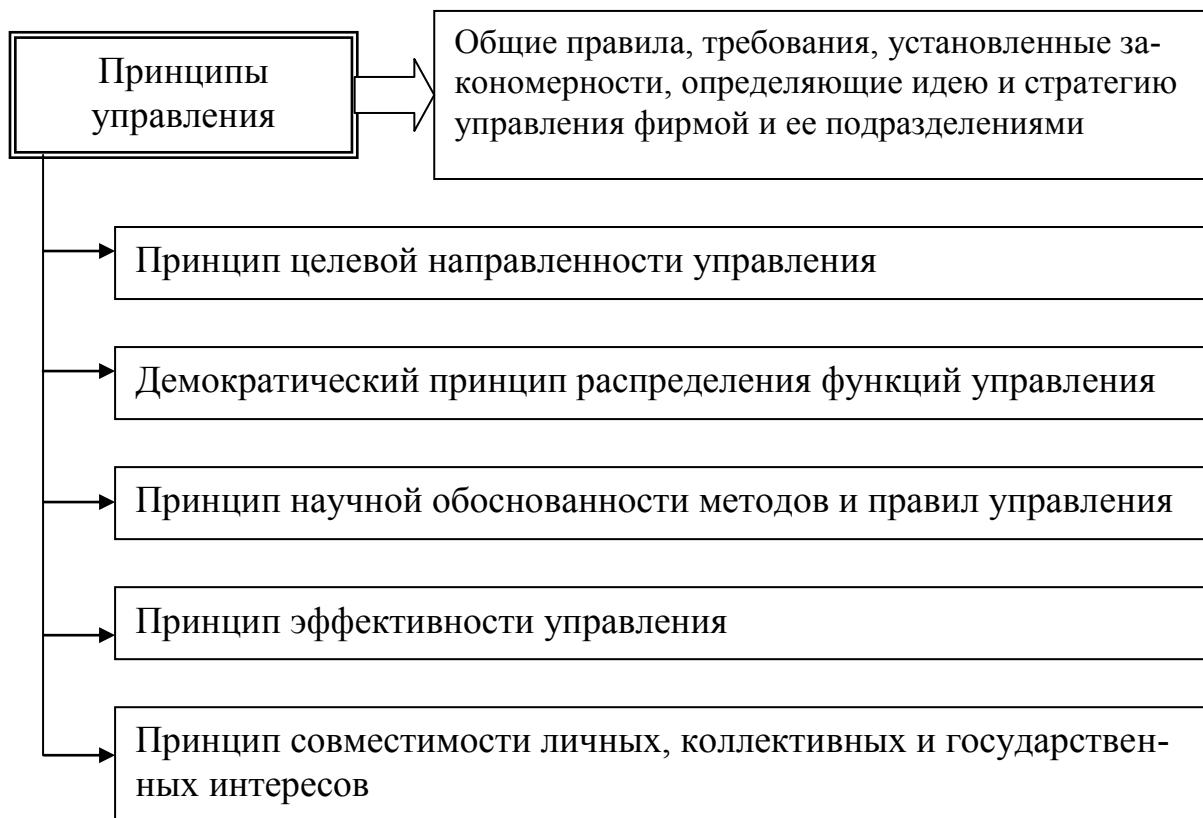 Принципы
управления
Общие правила, требования, установленные за-
кономерности, определяющие идею и стратегию
управления фирмой и ее подразделениями
Принцип целевой направленности управления
Демократический принцип распределения функций управления
Принцип научной обоснованности методов и правил управления
Принцип эффективности управления
Принцип совместимости личных, коллективных и государствен-
ных интересов